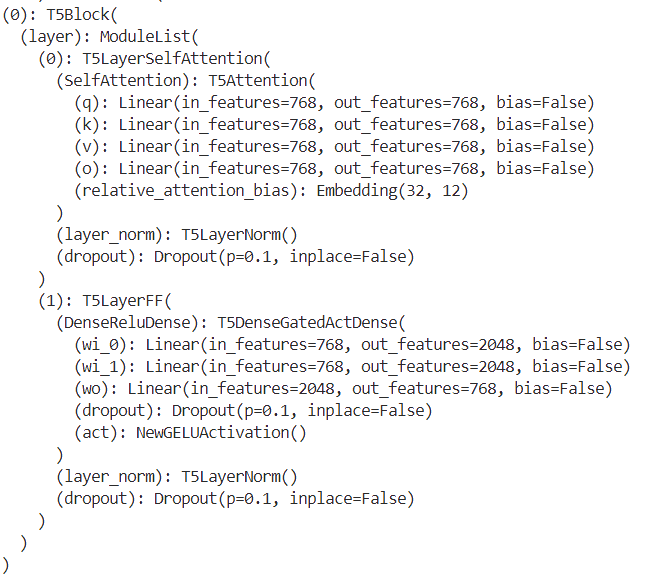 (0): T5Block(
(layer): ModuleList(
(0): T5LayerSelfAttention(
(SelfAttention): T5Attention(
(q): Linear(in_features=768, out_features=768, bias=False)
(k): Linear(in_features=768, out_features=768, bias=False)
(v): Linear(in_features=768, out_features=768, bias=False)
(o): Linear(in_features=768, out_features=768, bias=False)
(relative_attention_bias): Embedding(32, 12)
)
(layer_norm): T5LayerNorm()
(dropout): Dropout(p=0.1, inplace=False)
)
(1): T5LayerFF(
(DenseReluDense): T5DenseGatedActDense(
(wi_0): Linear(in_features=768, out_features=2048, bias=False)
(wi_1): Linear(in_features=768, out_features=2048, bias=False)
(wo): Linear(in_features=2048, out_features=768, bias=False)
(dropout): Dropout(p=0.1, inplace=False)
(act): NewGELUActivation()
)
(layer_norm): T5LayerNorm()
(dropout): Dropout(p=0.1, inplace=False)
)
)
)